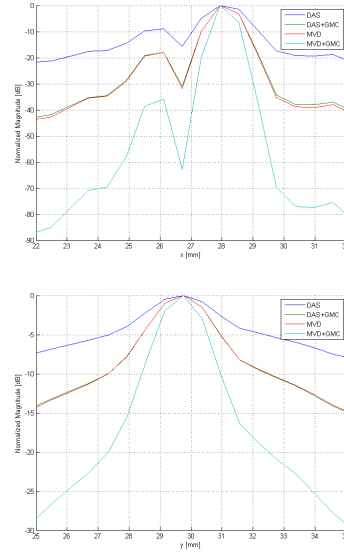 0
-10
-20
-30
-40
-50
-60
-70
-80
-90
Normalized Magnitude [dB]
22 23 24 25 26 27 28 29 30 31 3
x [mm]
DAS
DAS+GMC
MVD
MVD+GMC
0
-5
-10
-15
-20
-25
-30
Normalized Magnitude [dB]
25 26 27 28 29 30 31 32 33 34 3
y [mm]
DAS
DAS+GMC
MVD
MVD+GMC